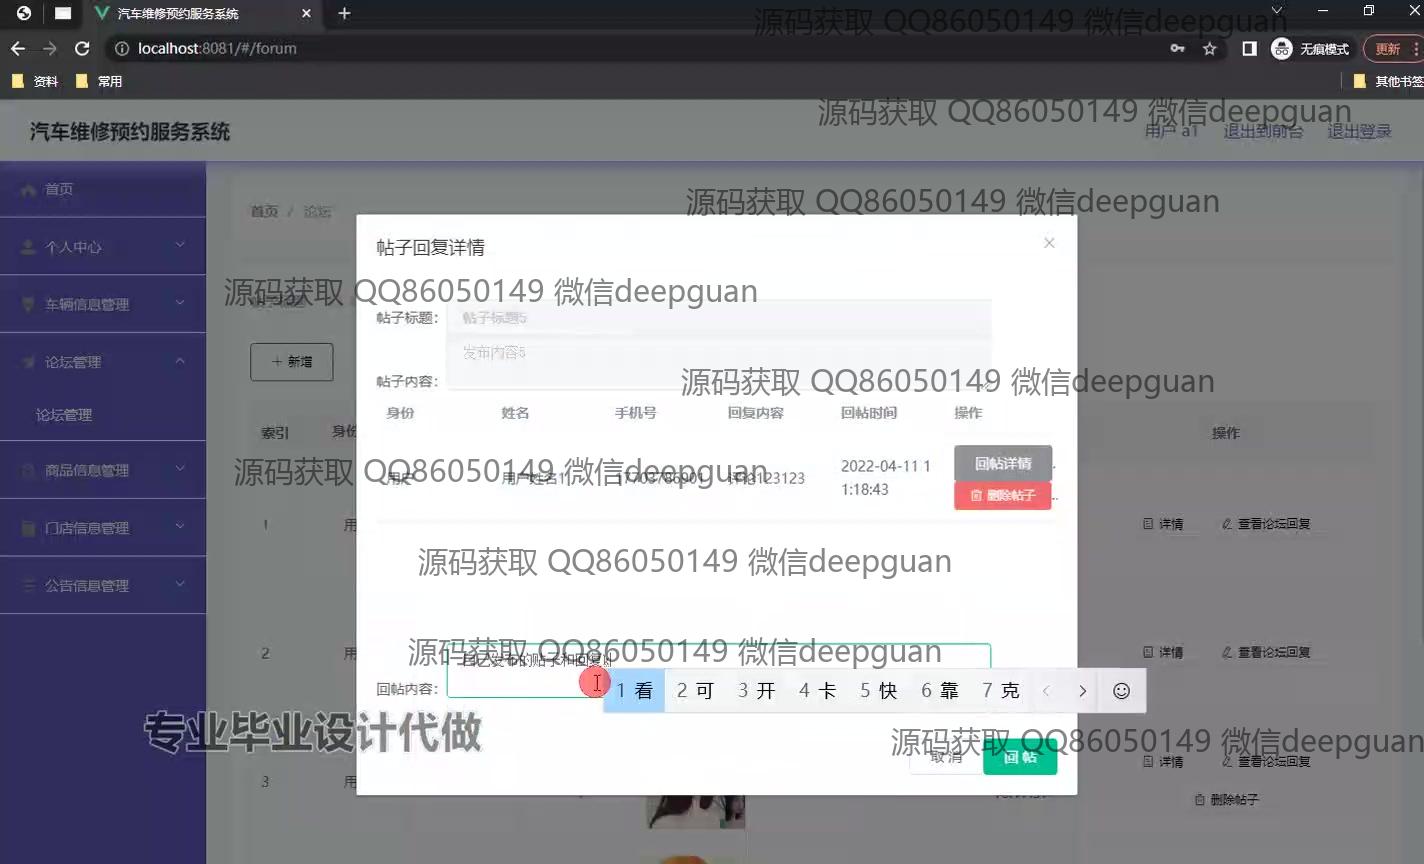 汽车维修预约服务系统
源码获取 QQ86050149 微信deepguan
localhost:8081/#/forum
无痕模式
更新
资料
常用
其他书签
源码获取 QQ86050149 微信deepguan
汽车维修预约服务系统
用户 a1
退出到前台
退出登录
首页
个人中心
车辆信息管理
论坛管理
论坛管理
商品信息管理
门店信息管理
公告信息管理
源码获取 QQ86050149 微信deepguan
首页 / 论坛
帖子回复详情
源码获取 QQ86050149 微信deepguan
帖子标题:
帖子标题5
发布内容5
帖子内容:
源码获取 QQ86050149 微信deepguan
新增
身份 姓名 手机号 回复内容 回帖时间 操作
索引 身份
操作
源码获取 QQ86050149 微信deepguan
用户 用户姓名1 17703786901
123123
2022-04-11 1
1:18:43
回帖详情
删除帖子
1 用
详情 查看论坛回复
源码获取 QQ86050149 微信deepguan
源码获取 QQ86050149 微信deepguan
自己发布的贴子和回复
2 用
详情 查看论坛回复
回帖内容:
1 看 2 可 3 开 4 卡 5 快 6 靠 7 克
专业毕业设计代做
源码获取 QQ86050149 微信deepguan
取消
回帖
3 用
详情 查看论坛回复
删除帖子